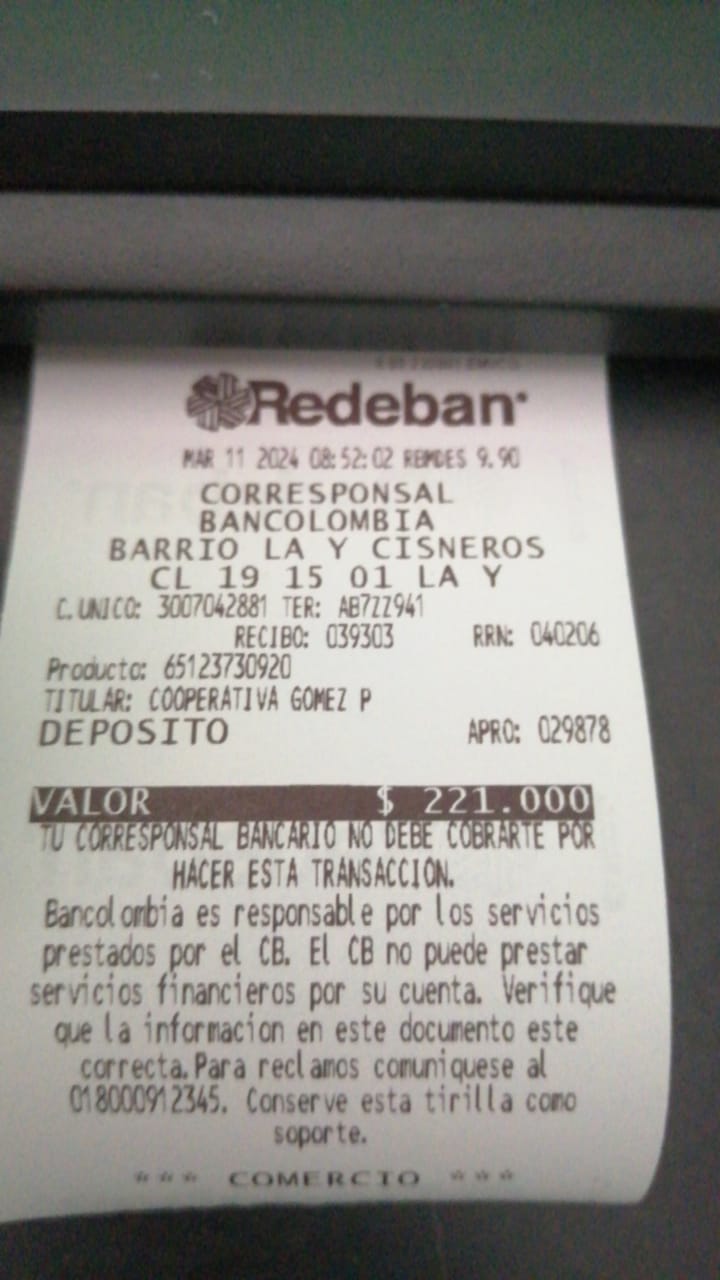 Redeban
MAR 11 2024 08:52:02 RBMDES 9.90
CORRESPONSAL
BANCOLOMBIA
BARRIO LA Y CISNEROS
CL 19 15 01 LA Y
C. UNICO: 3007042881 TER: AB7ZZ941
RECIBO: 039303 RRN: 040206
Producto: 65123730920
TITULAR: COOPERATIVA GOMEZ P
DEPOSITO APRO: 029878
VALOR $ 221.000
TU CORRESPONSAL BANCARIO NO DEBE COBRARTE POR
HACER ESTA TRANSACCION.
Bancolombia es responsable por los servicios
prestados por el CB. El CB no puede prestar
servicios financieros por su cuenta. Verifique
que la informacion en este documento este
correcta. Para reclamos comuniquese al
018000912345. Conserve esta tirilla como
soporte.
*** COMERCIO ***